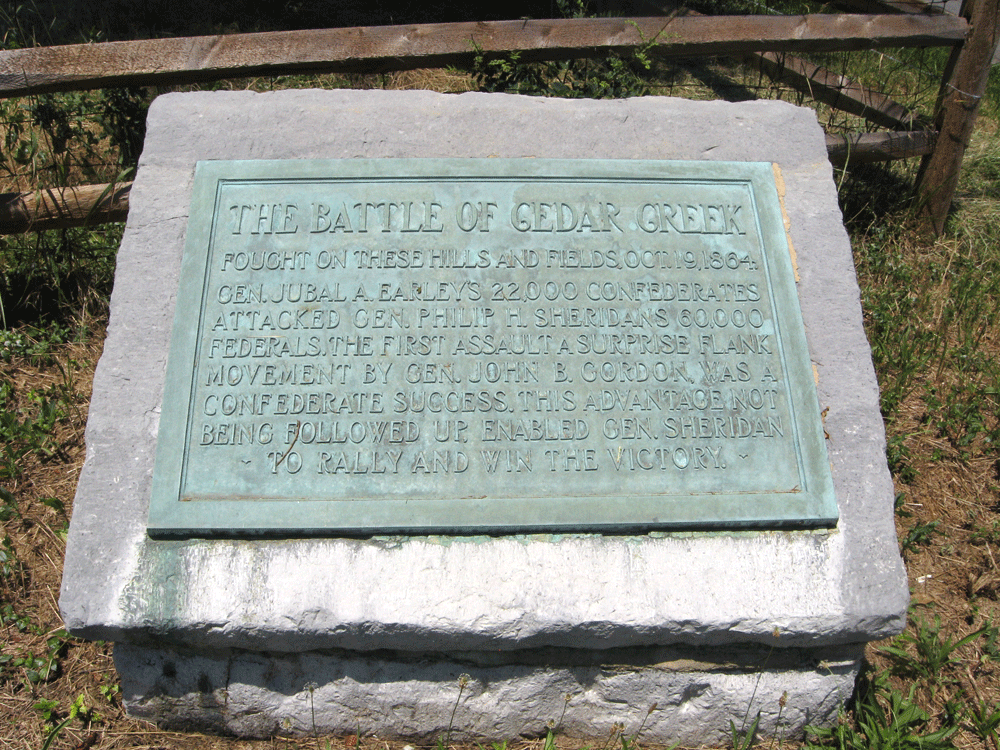 THE BATTLE OF CEDAR CREEK
FOUGHT ON THESE HILLS AND FIELDS, OCT. 19, 1864.
GEN. JUBAL A. EARLEY'S 22,000 CONFEDERATES
ATTACKED GEN. PHILIP H. SHERIDAN'S 60,000
FEDERALS. THE FIRST ASSAULT A SURPRISE FLANK
MOVEMENT BY GEN. JOHN B. GORDON, WAS A
CONFEDERATE SUCCESS. THIS ADVANTAGE NOT
BEING FOLLOWED UP, ENABLED GEN. SHERIDAN
~ TO RALLY AND WIN THE VICTORY. ~